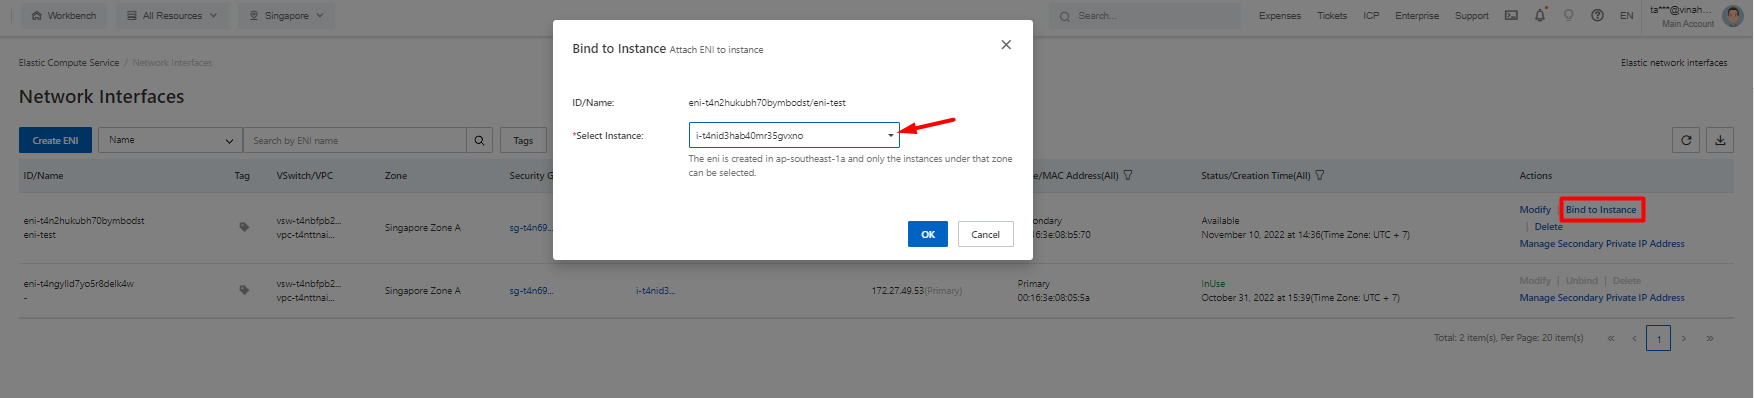 Workbench
All Resources
Singapore
Search...
Expenses
Tickets
ICP
Enterprise
Support
EN
ta***@vinah...
Main Account
Elastic Compute Service / Network Interfaces
Elastic network interfaces
Network Interfaces
Bind to Instance Attach ENI to instance
ID/Name: eni-t4n2hukubh70bymbodst/eni-test
*Select Instance: i-t4nid3hab40mr35gvxno
The eni is created in ap-southeast-1a and only the instances under that zone
can be selected.
OK
Cancel
Create ENI
Name
Search by ENI name
Tags
ID/Name
Tag
VSwitch/VPC
Zone
Security G
e/MAC Address(All)
Status/Creation Time(All)
Actions
eni-t4n2hukubh70bymbodst
eni-test
vsw-t4nbfpb2...
vpc-t4nttnai...
Singapore Zone A
sg-t4n69...
ondary
:16:3e:08:b5:70
Available
November 10, 2022 at 14:36(Time Zone: UTC + 7)
Modify | Bind to Instance
| Delete
Manage Secondary Private IP Address
eni-t4ngylld7yo5r8delk4w
-
vsw-t4nbfpb2...
vpc-t4nttnai...
Singapore Zone A
sg-t4n69...
i-t4nid3...
172.27.49.53(Primary)
Primary
00:16:3e:08:05:5a
InUse
October 31, 2022 at 15:39(Time Zone: UTC + 7)
Modify | Unbind | Delete
Manage Secondary Private IP Address
Total: 2 item(s), Per Page: 20 item(s) « ‹ 1 › »